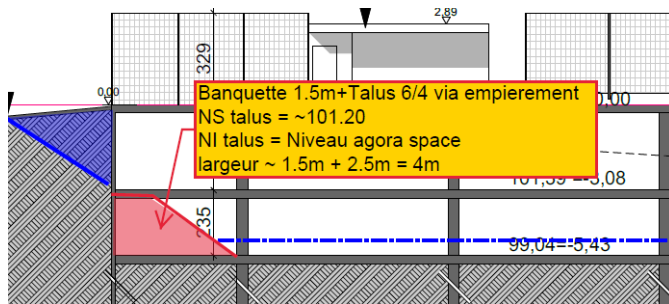 2,89
329
0,00
Banquette 1.5m+Talus 6/4 via empierement
NS talus = ~101.20
NI talus = Niveau agora space
largeur ~ 1.5m + 2.5m = 4m
0,00
101,39 =-3,08
235
99,04=-5,43